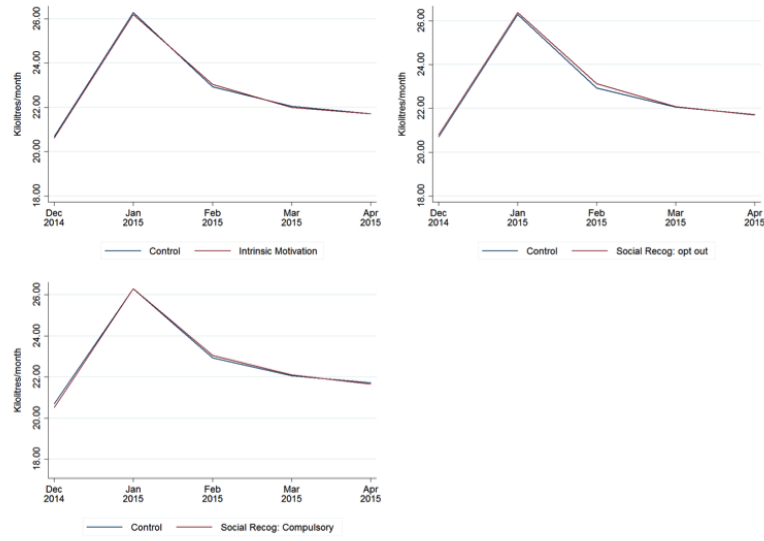 Kilolitres/month
26.00
24.00
22.00
20.00
18.00
Dec 2014
Jan 2015
Feb 2015
Mar 2015
Apr 2015
Control
Intrinsic Motivation
Kilolitres/month
26.00
24.00
22.00
20.00
18.00
Dec 2014
Jan 2015
Feb 2015
Mar 2015
Apr 2015
Control
Social Recog: opt out
Kilolitres/month
26.00
24.00
22.00
20.00
18.00
Dec 2014
Jan 2015
Feb 2015
Mar 2015
Apr 2015
Control
Social Recog: Compulsory